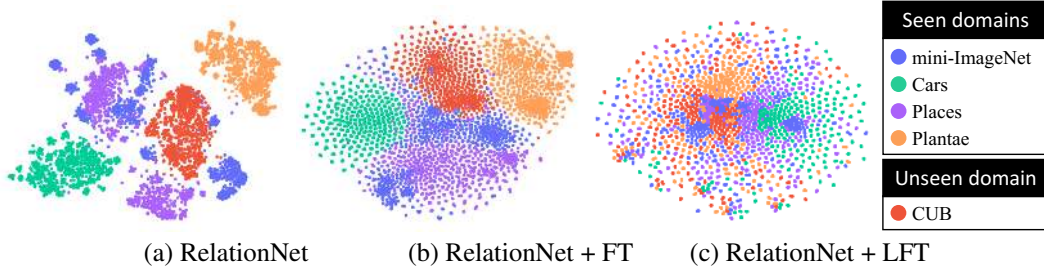 Seen domains
mini-ImageNet
Cars
Places
Plantae
Unseen domain
CUB
(a) RelationNet
(b) RelationNet + FT
(c) RelationNet + LFT